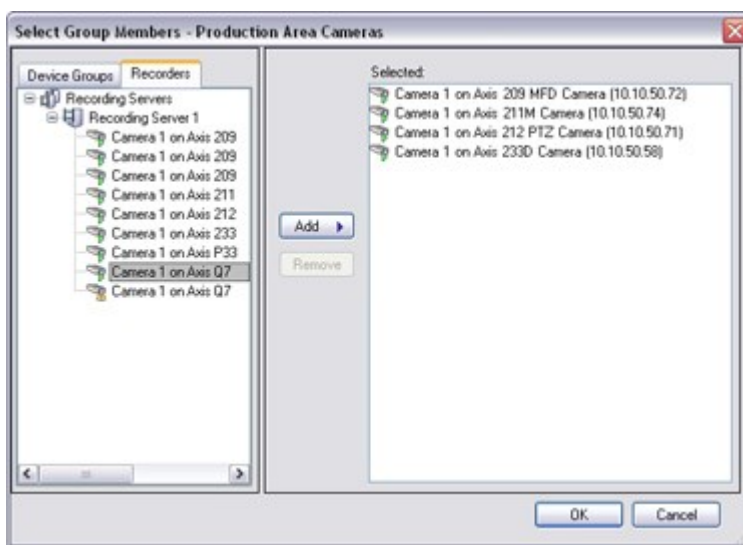 Select Group Members - Production Area Cameras
Device Groups Recorders
Recording Servers
Recording Server 1
Camera 1 on Axis 209
Camera 1 on Axis 209
Camera 1 on Axis 209
Camera 1 on Axis 211
Camera 1 on Axis 212
Camera 1 on Axis 233
Camera 1 on Axis P33
Camera 1 on Axis Q7
Camera 1 on Axis Q7
Add
Remove
Selected:
Camera 1 on Axis 209 MFD Camera (10.10.50.72)
Camera 1 on Axis 211M Camera (10.10.50.74)
Camera 1 on Axis 212 PTZ Camera (10.10.50.71)
Camera 1 on Axis 233D Camera (10.10.50.58)
OK Cancel